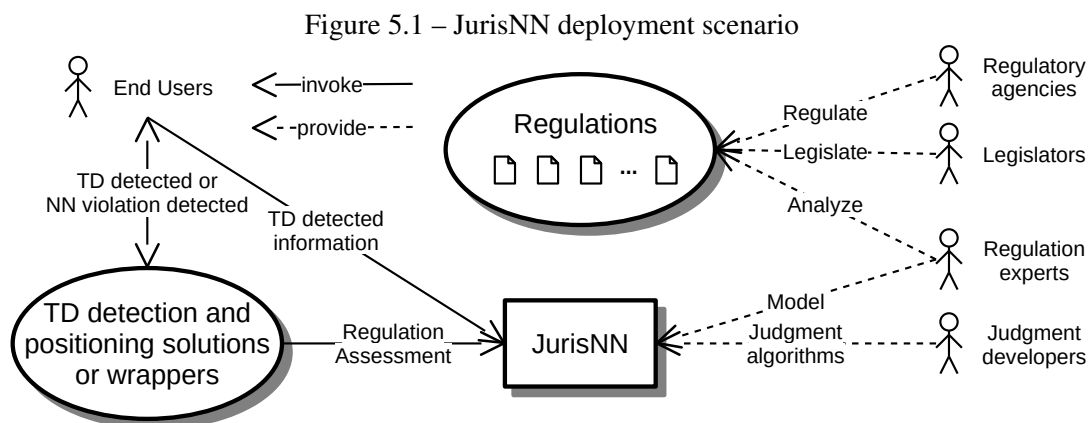 Figure 5.1 – JurisNN deployment scenario
End Users
invoke
provide
Regulations
...
Regulatory
agencies
Regulate
Legislate
Legislators
TD detected or
NN violation detected
TD detected
information
Analyze
Regulation
experts
TD detection and
positioning solutions
or wrappers
Regulation
Assessment
JurisNN
Model
Judgment
algorithms
Judgment
developers